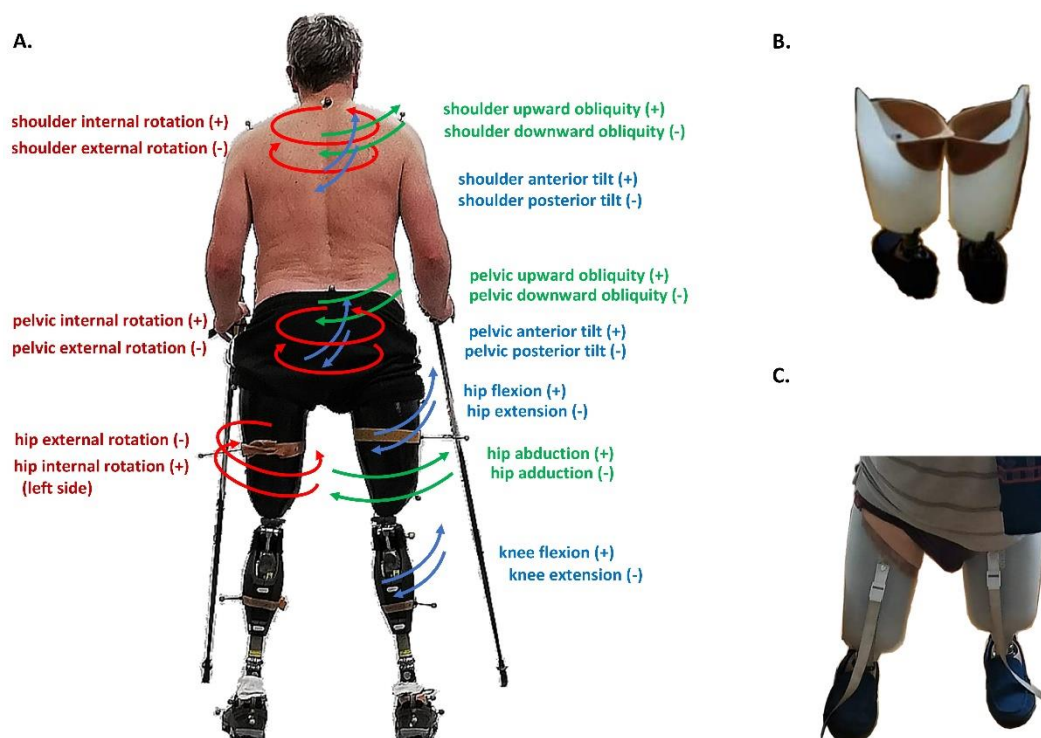 A.
shoulder internal rotation (+)
shoulder external rotation (-)
shoulder upward obliquity (+)
shoulder downward obliquity (-)
shoulder anterior tilt (+)
shoulder posterior tilt (-)
pelvic upward obliquity (+)
pelvic downward obliquity (-)
pelvic internal rotation (+)
pelvic external rotation (-)
pelvic anterior tilt (+)
pelvic posterior tilt (-)
hip flexion (+)
hip extension (-)
hip external rotation (-)
hip internal rotation (+)
(left side)
hip abduction (+)
hip adduction (-)
knee flexion (+)
knee extension (-)
B.
C.